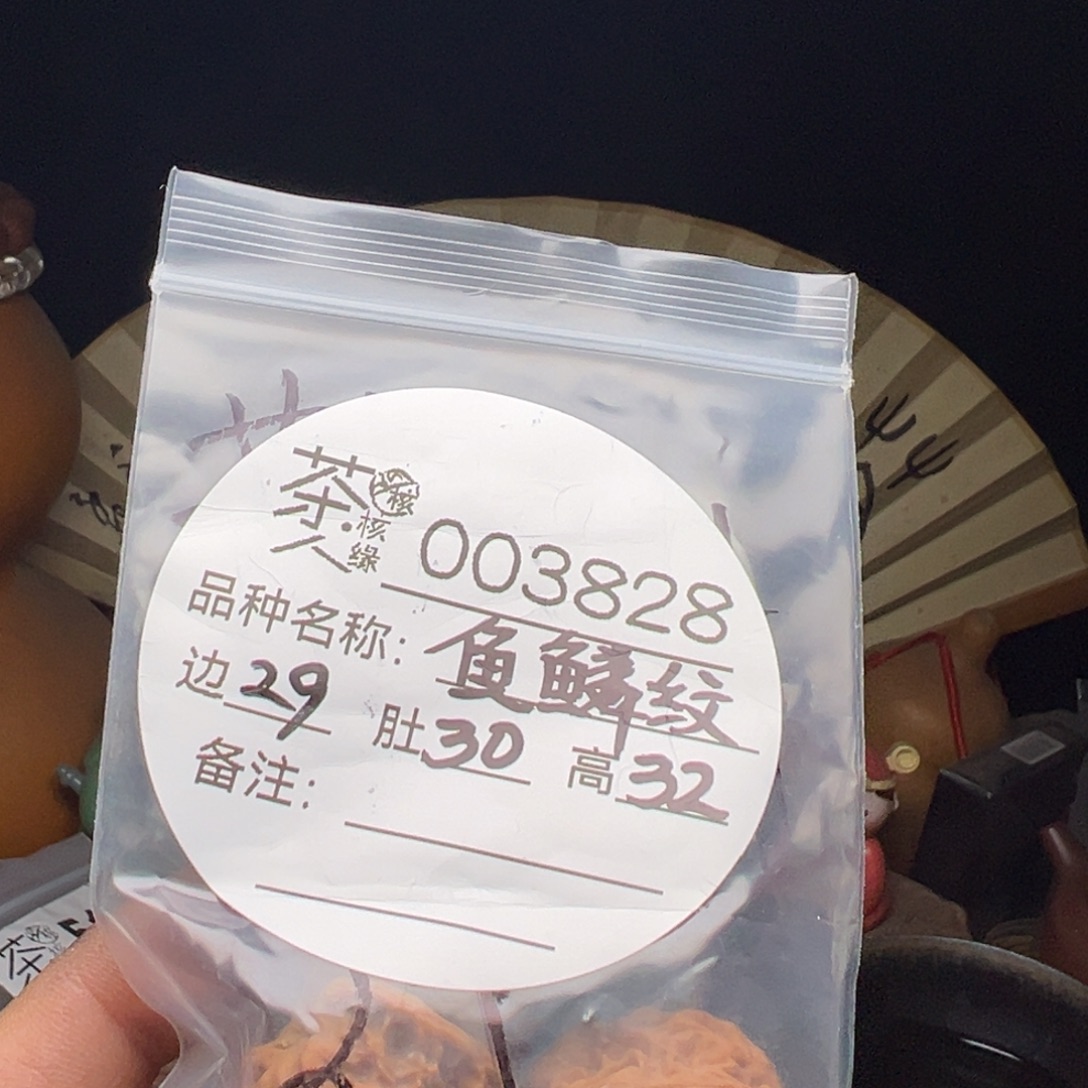 茶人
核缘
003828
品种名称：鱼鳞纹
边29 肚30 高32
备注：
茶